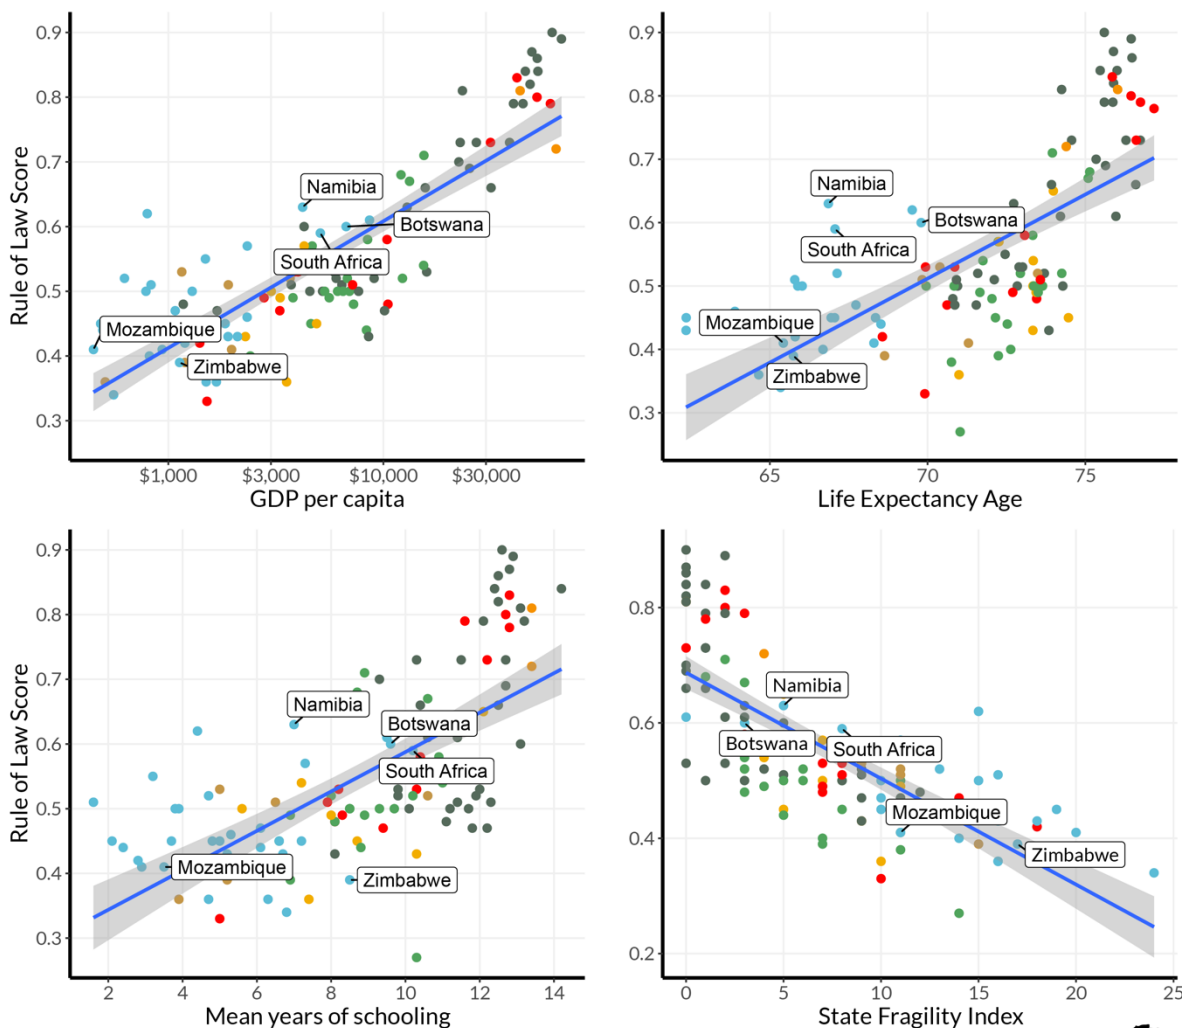 0.9
0.8
0.7
0.6
0.5
0.4
0.3
Rule of Law Score
Namibia
Botswana
South Africa
Mozambique
Zimbabwe
$1,000
$3,000
$10,000
$30,000
GDP per capita
0.9
0.8
0.7
0.6
0.5
0.4
0.3
Namibia
Botswana
South Africa
Mozambique
Zimbabwe
65
70
75
Life Expectancy Age
0.9
0.8
0.7
0.6
0.5
0.4
0.3
Rule of Law Score
Namibia
Botswana
South Africa
Mozambique
Zimbabwe
2
4
6
8
10
12
14
Mean years of schooling
0.8
0.6
0.4
0.2
Namibia
Botswana
South Africa
Mozambique
Zimbabwe
0
5
10
15
20
25
State Fragility Index